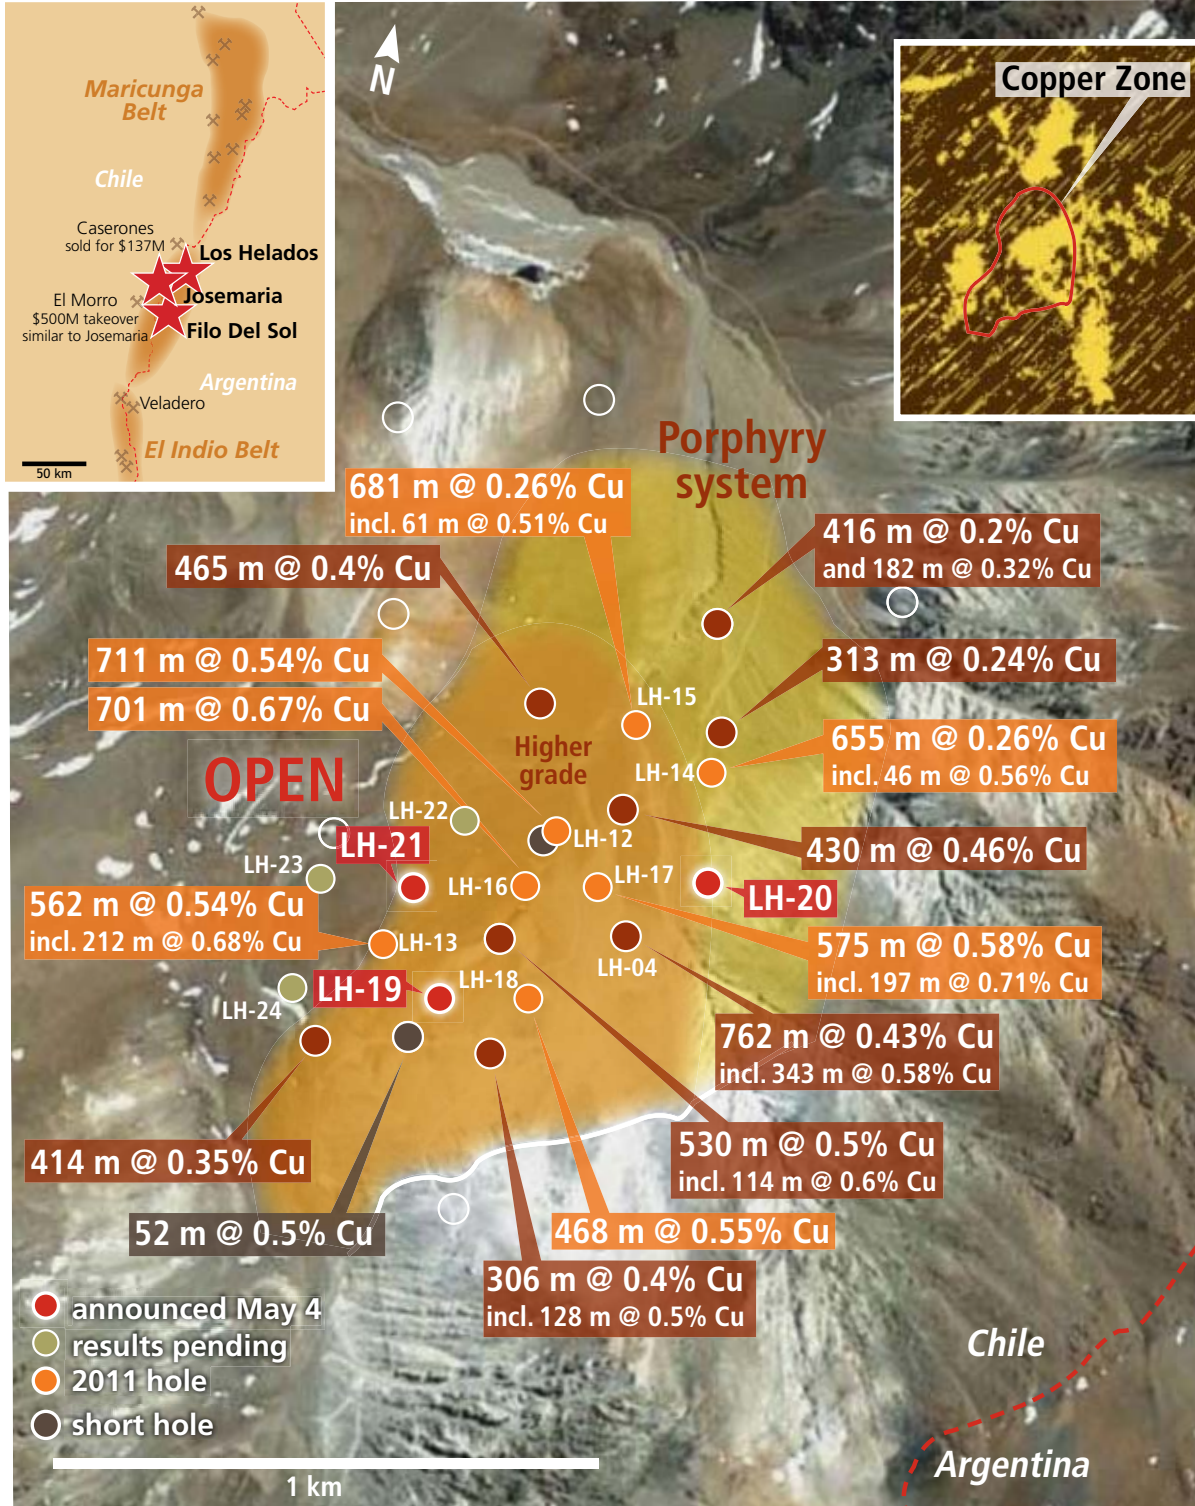 Maricunga
Belt
Chile
Caserones
sold for $137M
Los Helados
Josemaria
El Morro
$500M takeover
similar to Josemaria
Filo Del Sol
Argentina
Veladero
El Indio Belt
50 km
N
Copper Zone
Porphyry
system
681 m @ 0.26% Cu
incl. 61 m @ 0.51% Cu
416 m @ 0.2% Cu
and 182 m @ 0.32% Cu
465 m @ 0.4% Cu
711 m @ 0.54% Cu
313 m @ 0.24% Cu
701 m @ 0.67% Cu
LH-15
655 m @ 0.26% Cu
incl. 46 m @ 0.56% Cu
Higher
grade
OPEN
LH-14
LH-22
LH-12
LH-21
430 m @ 0.46% Cu
LH-23
LH-16
LH-17
LH-20
562 m @ 0.54% Cu
incl. 212 m @ 0.68% Cu
LH-13
575 m @ 0.58% Cu
incl. 197 m @ 0.71% Cu
LH-04
LH-19
LH-18
LH-24
762 m @ 0.43% Cu
incl. 343 m @ 0.58% Cu
530 m @ 0.5% Cu
incl. 114 m @ 0.6% Cu
414 m @ 0.35% Cu
52 m @ 0.5% Cu
468 m @ 0.55% Cu
306 m @ 0.4% Cu
incl. 128 m @ 0.5% Cu
announced May 4
results pending
2011 hole
short hole
1 km
Chile
Argentina